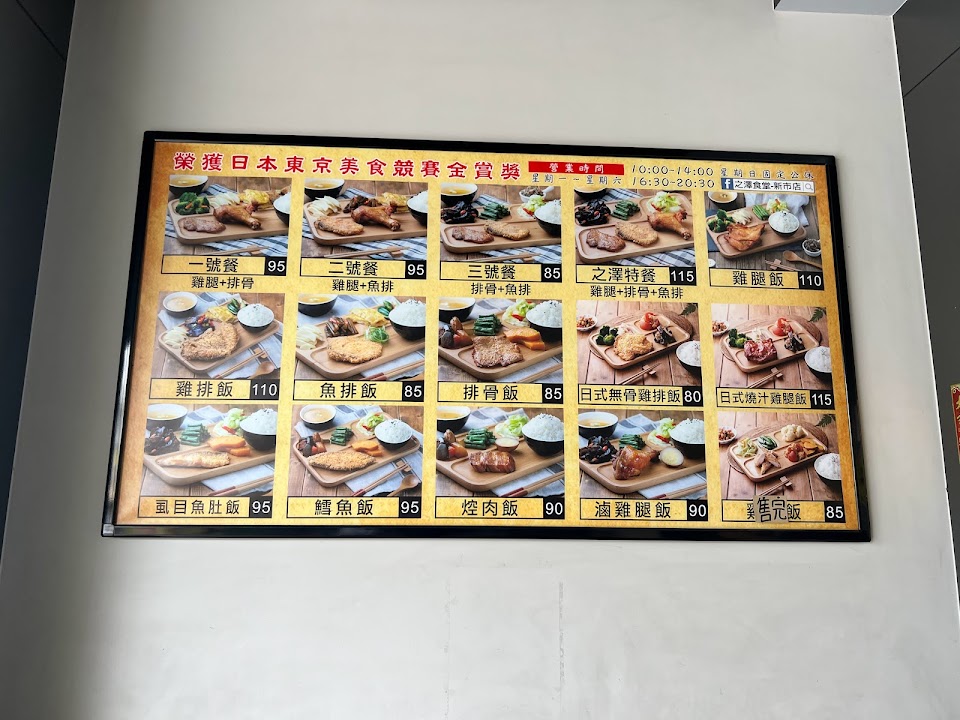 榮獲日本東京美食競賽金賞獎
營業時間 10:00-14:00 星期日固定公休
星期一~星期六 16:30-20:30 之澤食堂-新市店
一號餐 95
雞腿+排骨
二號餐 95
雞腿+魚排
三號餐 85
排骨+魚排
之澤特餐 115
雞腿+排骨+魚排
雞腿飯 110
雞排飯 110
魚排飯 85
排骨飯 85
日式無骨雞排飯 80
日式燒汁雞腿飯 115
虱目魚肚飯 95
鱈魚飯 95
焢肉飯 90
滷雞腿飯 90
售完飯 85